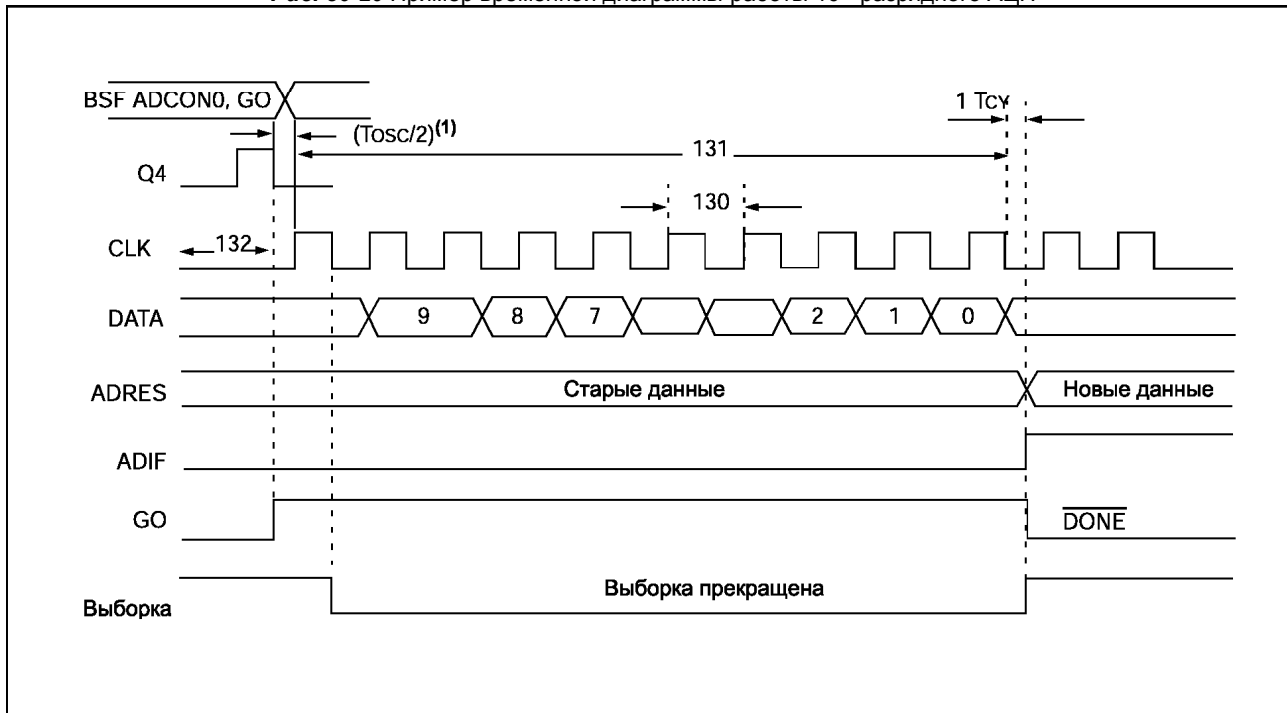 BSF ADCON0, GO
1 TCY
(TOSC/2)(1)
131
Q4
130
CLK
132
DATA
9 8 7 2 1 0
ADRES
Старые данные
Новые данные
ADIF
GO
DONE
Выборка прекращена
Выборка